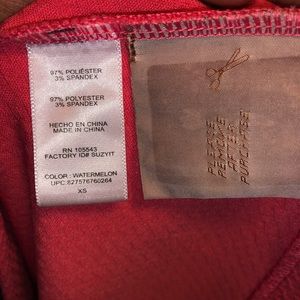 97% POLIÉSTER
3% SPANDEX
97% POLYESTER
3% SPANDEX
HECHO EN CHINA
MADE IN CHINA
RN 105543
FACTORY ID# SUZYIT
COLOR : WATERMELON
UPC 827576760264
XS
PLEASE
REMOVE
AFTER
PURCHASE